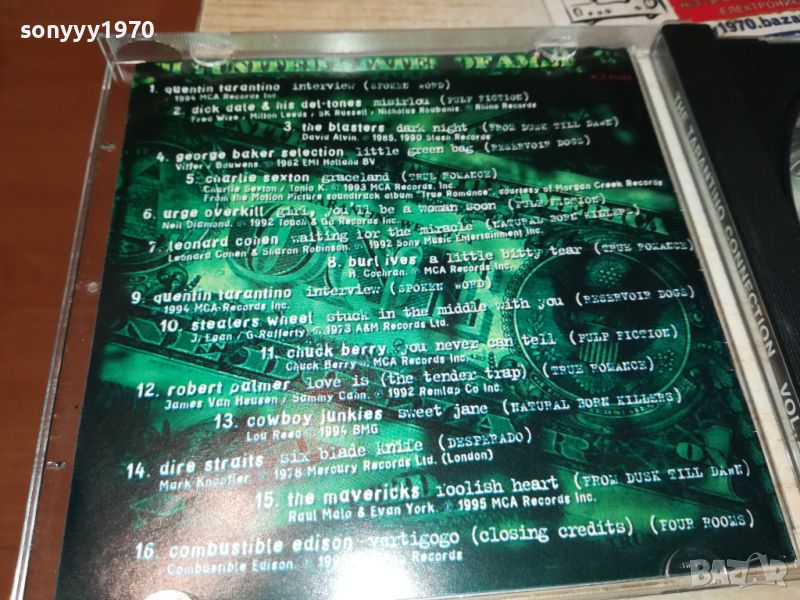 sonyyy1970
1970.baza
1. quentin tarantino interview (SPOKEN WORD)
1994 MCA Records Inc.
2. dick dale & his del-tones misirlou (PULP FICTION)
Fred Wise, Milton Leeds, SK Russell, Nicholas Roubanis ℗ Rhino Records
3. the blasters dark night (FROM DUSK TILL DAWN)
David Alvin. ℗ 1985, 1990 Slash Records
4. george baker selection little green bag (RESERVOIR DOGS)
Visser / Bouwens. ℗ 1962 EMI Holland BV
5. charlie sexton graceland (TRUE ROMANCE)
Charlie Sexton / Tonio K. ℗ 1993 MCA Records, Inc.
From the Motion Picture soundtrack album "True Romance", courtesy of Morgan Creek Records
6. urge overkill girl, you'll be a woman soon (PULP FICTION)
Neil Diamond. ℗ 1992 Touch & Go Records Inc.
7. leonard cohen waiting for the miracle (NATURAL BORN KILLERS)
Leonard Cohen & Sharon Robinson. ℗ 1992 Sony Music Entertainment Inc.
8. burl ives a little bitty tear (TRUE ROMANCE)
H. Cochran. ℗ MCA Records Inc.
9. quentin tarantino interview (SPOKEN WORD)
1994 MCA Records Inc.
10. stealers wheel stuck in the middle with you (RESERVOIR DOGS)
J. Egan / G Rafferty. ℗ 1973 A&M Records Ltd.
11. chuck berry you never can tell (PULP FICTION)
Chuck Berry ℗ MCA Records Inc.
12. robert palmer love is (the tender trap) (TRUE ROMANCE)
James Van Heusen / Sammy Cahn. ℗ 1992 Remlap Co Inc.
13. cowboy junkies sweet jane (NATURAL BORN KILLERS)
Lou Reed ℗ 1994 BMG
14. dire straits six blade knife (DESPERADO)
Mark Knopfler ℗ 1978 Mercury Records Ltd. (London)
15. the mavericks foolish heart (FROM DUSK TILL DAWN)
Raul Malo & Evan York. ℗ 1995 MCA Records Inc.
16. combustible edison vertigogo (closing credits) (FOUR ROOMS)
Combustible Edison ℗ Records
THE TARANTINO CONNECTION VOL.
BAZAR